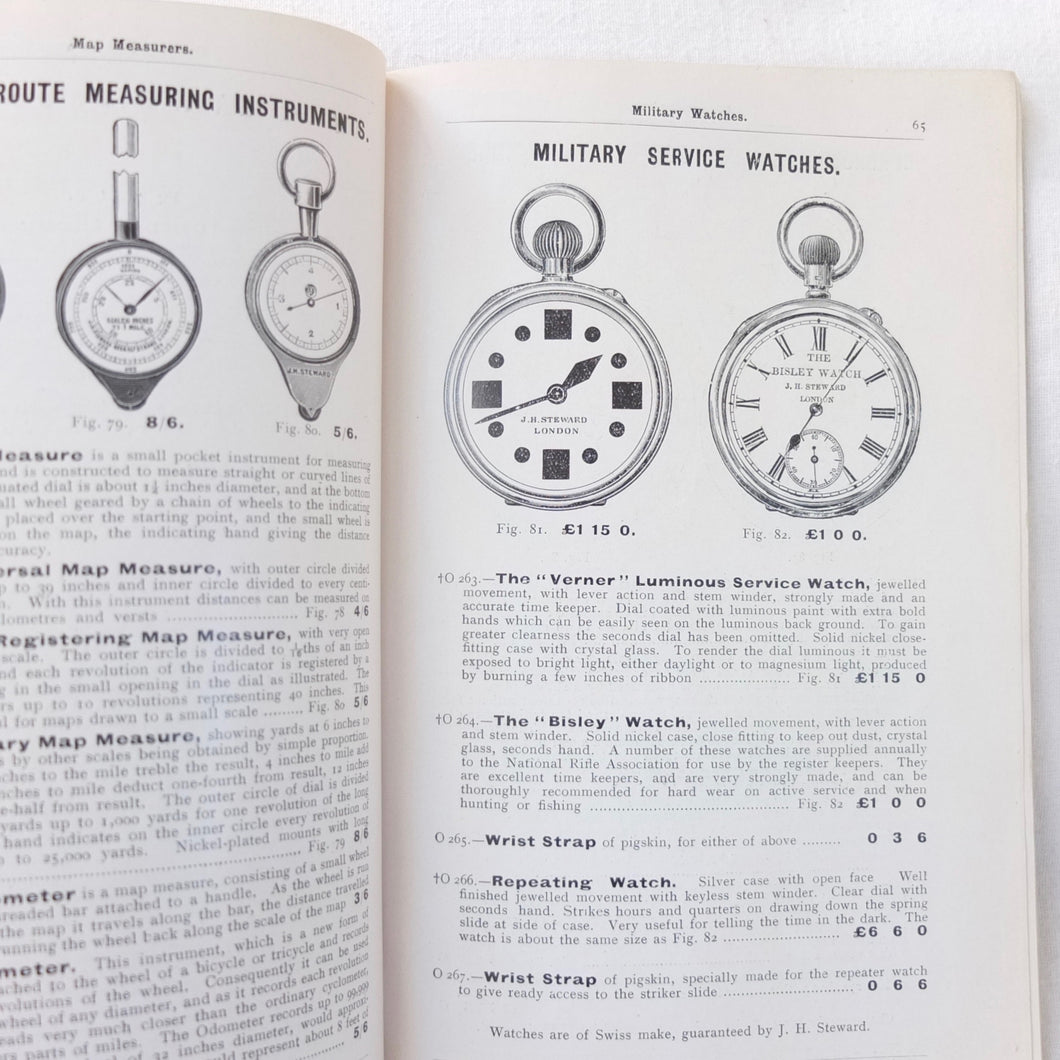 Map Measurers.
ROUTE MEASURING INSTRUMENTS.
J.H. STEWARD
Fig. 79. 8/6.
Fig. 80. 5/6.
Measure is a small pocket instrument for measuring
and is constructed to measure straight or curved lines of
dial is about 1¼ inches diameter, and at the bottom
small wheel geared by a chain of wheels to the indicating
placed over the starting point, and the small wheel is
on the map, the indicating hand giving the distance
Map Measure, with outer circle divided
up to 39 inches and inner circle divided to every centi-
With this instrument distances can be measured on
and versts .......... Fig. 78 4/6
Registering Map Measure, with very open
scale. The outer circle is divided to 1/16ths of an inch
and each revolution of the indicator is registered by a
in the small opening in the dial as illustrated. The
up to 10 revolutions representing 40 inches. This
for maps drawn to a small scale ......... Fig. 80 5/6
Map Measure, showing yards at 6 inches to
by other scales being obtained by simple proportion.
inches to the mile treble the result, 4 inches to mile add
inches to mile deduct one-fourth from result, 12 inches
one-half from result. The outer circle of dial is divided
yards up to 1,000 yards for one revolution of the long
hand indicates on the inner circle every revolution of
to 25,000 yards. Nickel-plated mounts with long
.......... Fig. 79 8/6
is a map measure, consisting of a small wheel
threaded bar attached to a handle. As the wheel is run
the map it travels along the bar, the distance travelled
running the wheel back along the scale of the map 3/6
This instrument, which is a new form of
attached to the wheel of a bicycle or tricycle and records
revolutions of the wheel. Consequently it can be used
wheel of any diameter, and as it records each revolution
reads very much closer than the ordinary cyclometer,
parts of miles. The Odometer records up to 99,999
of 32 inches diameter, would approxi-
would represent about 8 feet of
5/6
Military Watches.
65
MILITARY SERVICE WATCHES.
J.H. STEWARD
LONDON
THE
BISLEY WATCH
J. H. STEWARD
LONDON
Fig. 81. £1 15 0.
Fig. 82. £1 0 0.
†O 263.—The "Verner" Luminous Service Watch, jewelled
movement, with lever action and stem winder, strongly made and an
accurate time keeper. Dial coated with luminous paint with extra bold
hands which can be easily seen on the luminous back ground. To gain
greater clearness the seconds dial has been omitted. Solid nickel close-
fitting case with crystal glass. To render the dial luminous it must be
exposed to bright light, either daylight or to magnesium light, produced
by burning a few inches of ribbon .................... Fig. 81 £1 15 0
†O 264.—The "Bisley" Watch, jewelled movement, with lever action
and stem winder. Solid nickel case, close fitting to keep out dust, crystal
glass, seconds hand. A number of these watches are supplied annually
to the National Rifle Association for use by the register keepers. They
are excellent time keepers, and are very strongly made, and can be
thoroughly recommended for hard wear on active service and when
hunting or fishing ............................................ Fig. 82 £1 0 0
O 265.—Wrist Strap of pigskin, for either of above ......... 0 3 6
†O 266.—Repeating Watch. Silver case with open face Well
finished jewelled movement with keyless stem winder. Clear dial with
seconds hand. Strikes hours and quarters on drawing down the spring
slide at side of case. Very useful for telling the time in the dark. The
watch is about the same size as Fig. 82 .............................. £6 6 0
O 267.—Wrist Strap of pigskin, specially made for the repeater watch
to give ready access to the striker slide .............................. 0 6 6
Watches are of Swiss make, guaranteed by J. H. Steward.